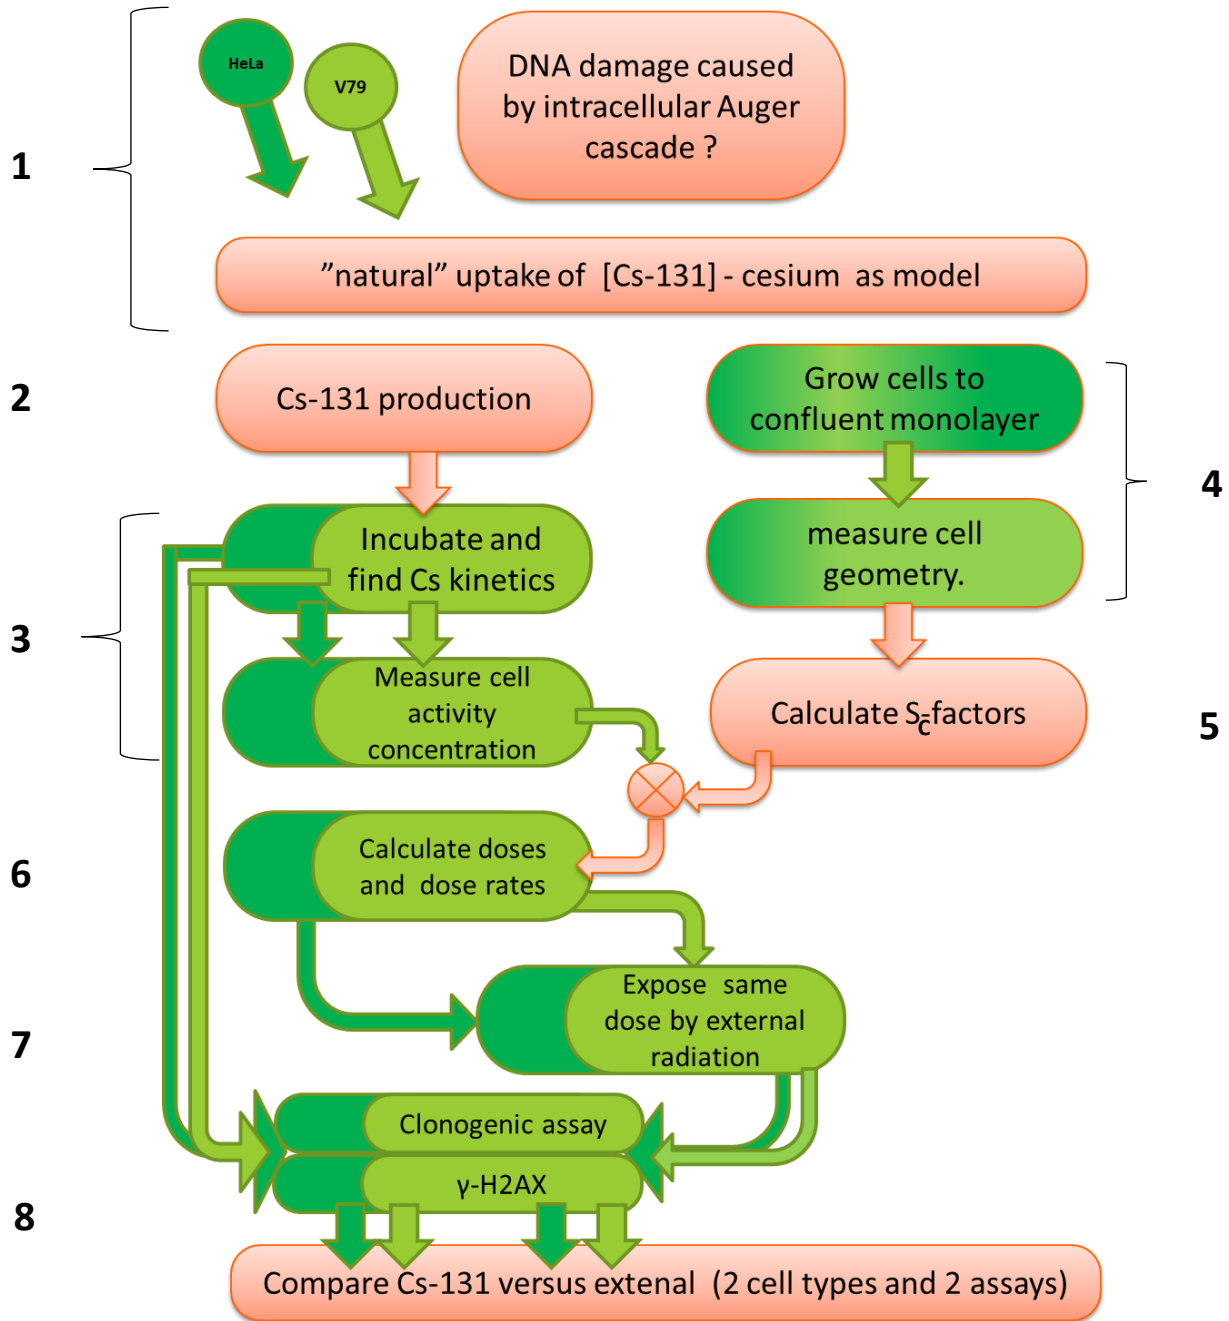 HeLa
V79
DNA damage caused
by intracellular Auger
cascade ?
1
”natural” uptake of [Cs-131] - cesium as model
2
Cs-131 production
Grow cells to
confluent monolayer
4
measure cell
geometry.
3
Incubate and
find Cs kinetics
Measure cell
activity
concentration
Calculate Sc factors
5
6
Calculate doses
and dose rates
7
Expose same
dose by external
radiation
Clonogenic assay
γ-H2AX
8
Compare Cs-131 versus extenal (2 cell types and 2 assays)